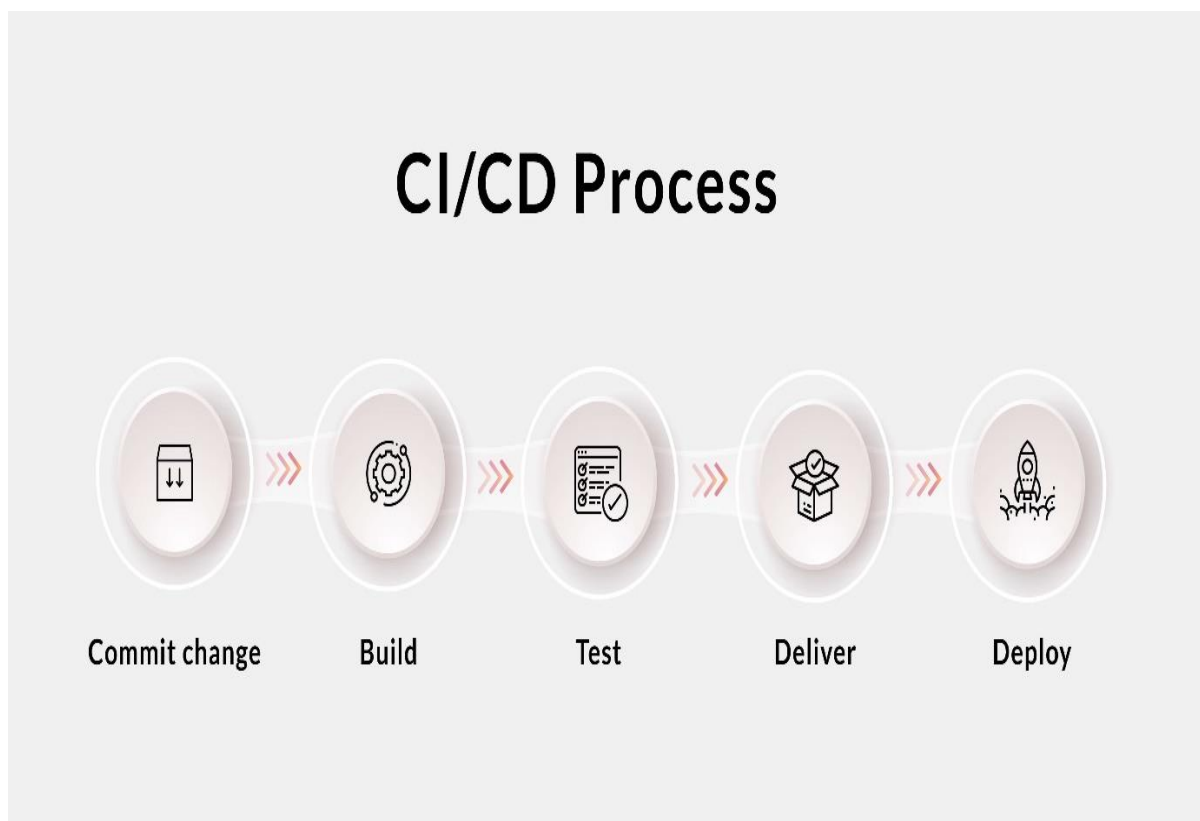 CI/CD Process
Commit change
Build
Test
Deliver
Deploy